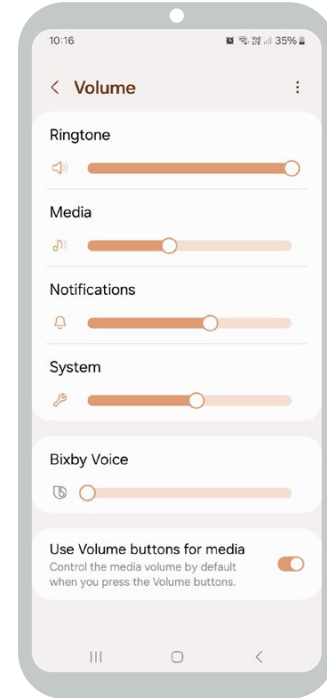 10:16
35%
Volume
Ringtone
Media
Notifications
System
Bixby Voice
Use Volume buttons for media
Control the media volume by default
when you press the Volume buttons.